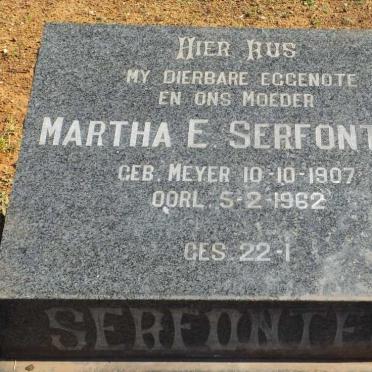 HIER RUS
MY DIERBARE EGGENOTE
EN ONS MOEDER
MARTHA E. SERFONT
GEB. MEYER 10-10-1907
OORL. 5-2-1962
GES. 22-1
SERFONTE